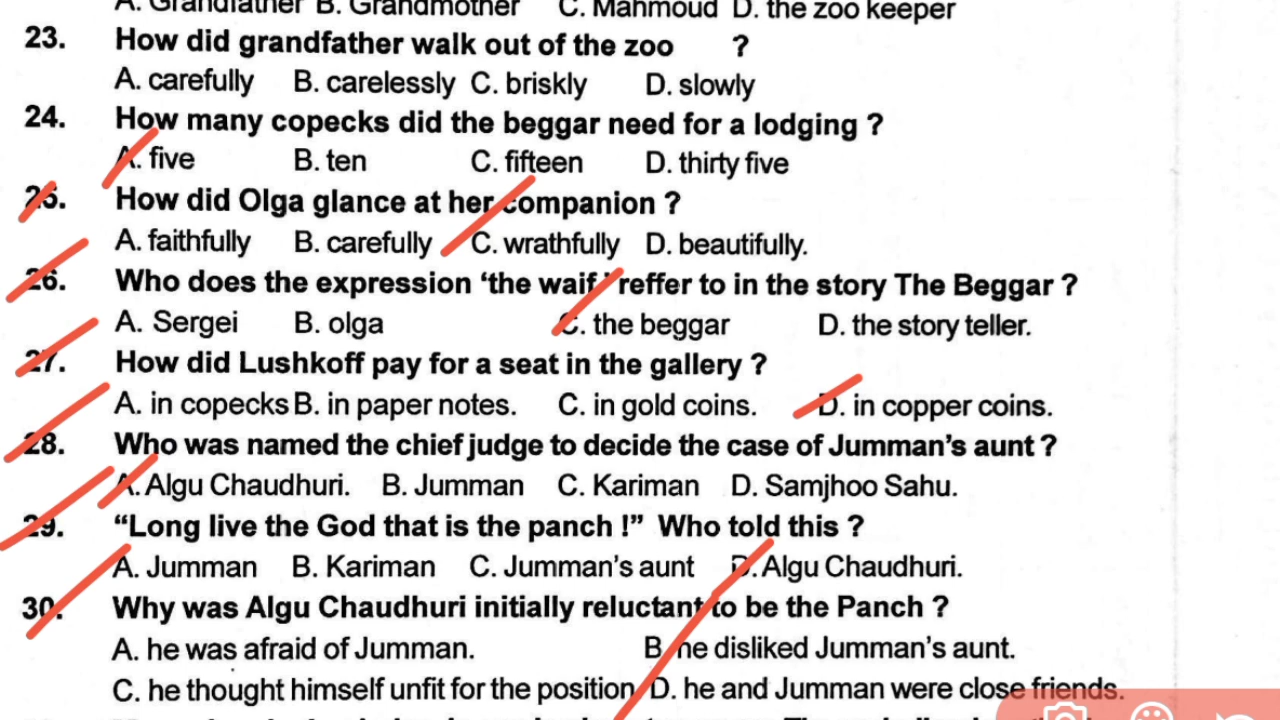 A. Grandfather B. Grandmother C. Mahmoud D. the zoo keeper
23. How did grandfather walk out of the zoo ?
A. carefully B. carelessly C. briskly D. slowly
24. How many copecks did the beggar need for a lodging ?
A. five B. ten C. fifteen D. thirty five
25. How did Olga glance at her companion ?
A. faithfully B. carefully C. wrathfully D. beautifully.
26. Who does the expression ‘the waif ’ reffer to in the story The Beggar ?
A. Sergei B. olga C. the beggar D. the story teller.
27. How did Lushkoff pay for a seat in the gallery ?
A. in copecks B. in paper notes. C. in gold coins. D. in copper coins.
28. Who was named the chief judge to decide the case of Jumman’s aunt ?
A. Algu Chaudhuri. B. Jumman C. Kariman D. Samjhoo Sahu.
29. “Long live the God that is the panch !” Who told this ?
A. Jumman B. Kariman C. Jumman’s aunt D. Algu Chaudhuri.
30. Why was Algu Chaudhuri initially reluctant to be the Panch ?
A. he was afraid of Jumman. B. he disliked Jumman’s aunt.
C. he thought himself unfit for the position D. he and Jumman were close friends.